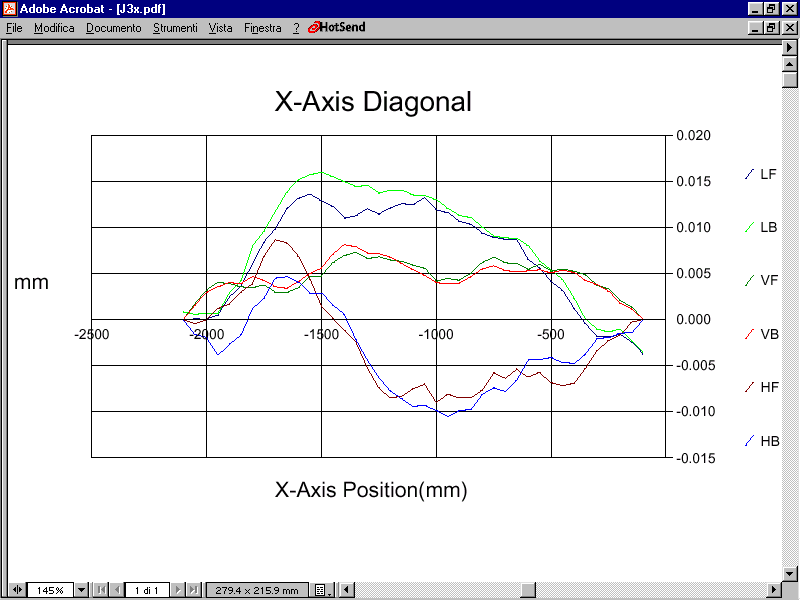 Adobe Acrobat - [J3x.pdf]
File Modifica Documento Strumenti Vista Finestra ? HotSend
X-Axis Diagonal
0.020
0.015
0.010
0.005
0.000
-0.005
-0.010
-0.015
mm
-2500 -2000 -1500 -1000 -500
LF
LB
VF
VB
HF
HB
X-Axis Position(mm)
145% 1 di 1 279.4 x 215.9 mm